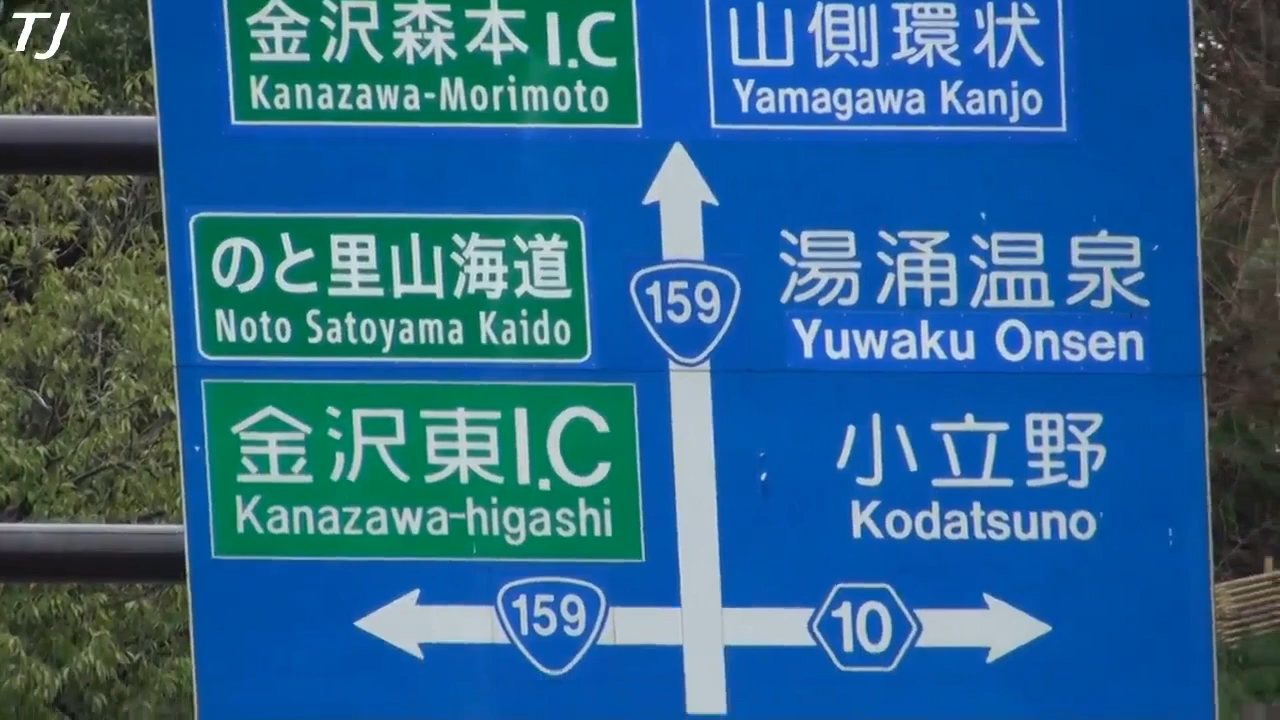 TJ
金沢森本I.C
Kanazawa-Morimoto
山側環状
Yamagawa Kanjo
のと里山海道
Noto Satoyama Kaido
159
湯涌温泉
Yuwaku Onsen
金沢東I.C
Kanazawa-higashi
小立野
Kodatsuno
159
10